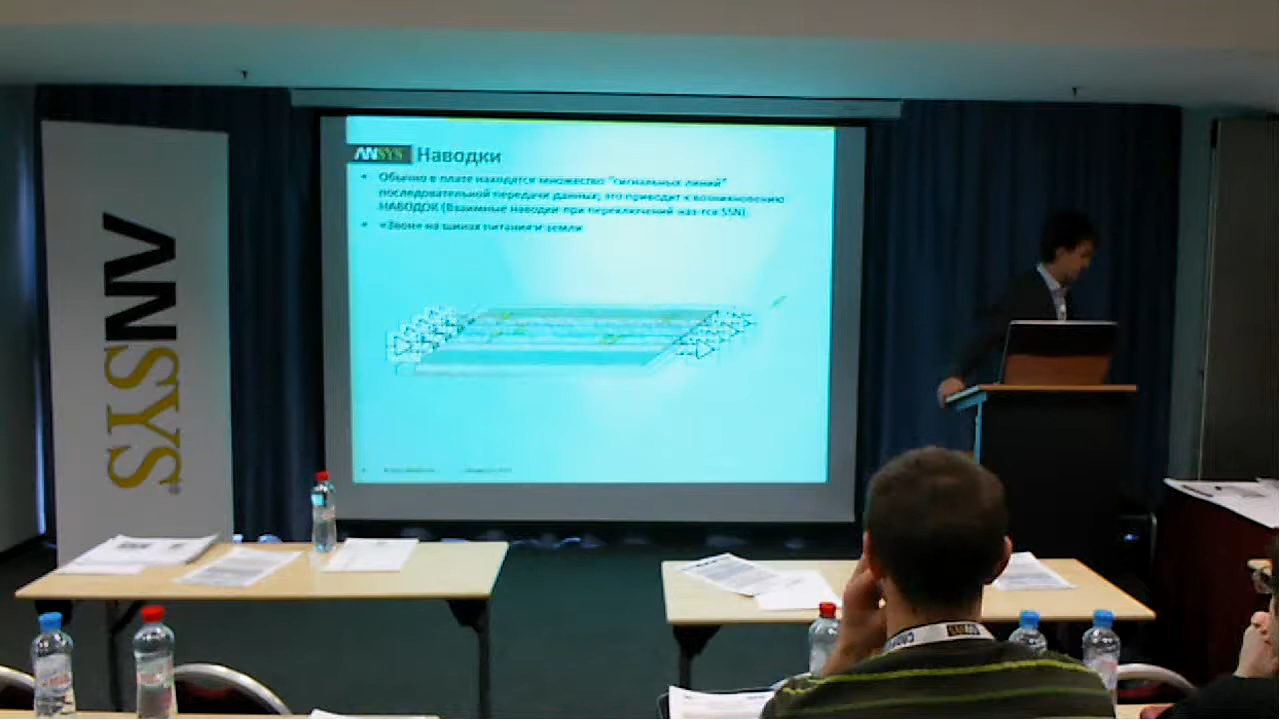 ANSYS
ANSYS Наводки
• Обычно в плате находятся множество "сигнальных линий"
последовательной передачи данных; это приводит к возникновению
НАВОДОК (Взаимные наводки при переключений наз-тся SSN)
• «Звон» на шинах питания и земли